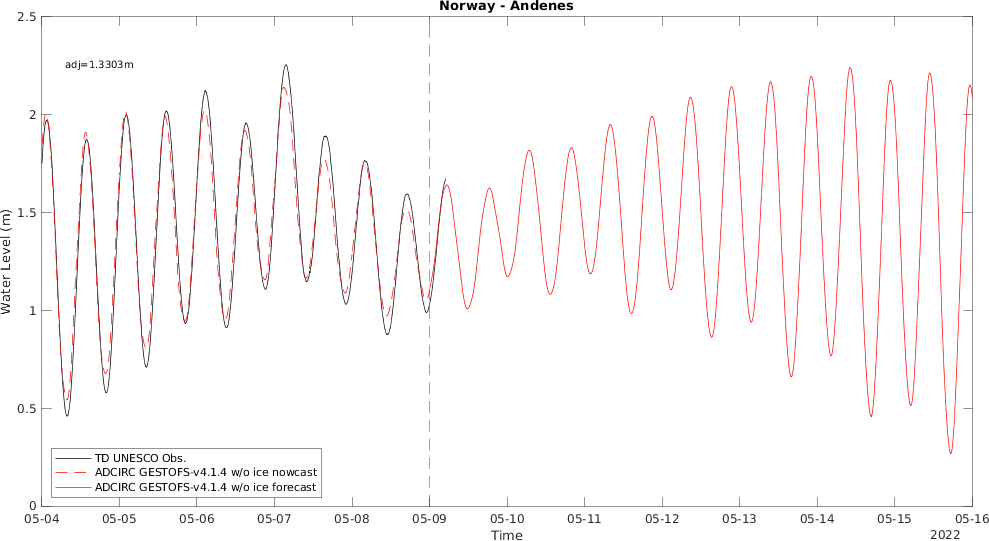 Norway - Andenes
2.5
adj=1.3303m
2
1.5
Water Level (m)
1
0.5
TD UNESCO Obs.
ADCIRC GESTOFS-v4.1.4 w/o ice nowcast
ADCIRC GESTOFS-v4.1.4 w/o ice forecast
0
05-04 05-05 05-06 05-07 05-08 05-09 05-10 05-11 05-12 05-13 05-14 05-15 05-16
Time
2022